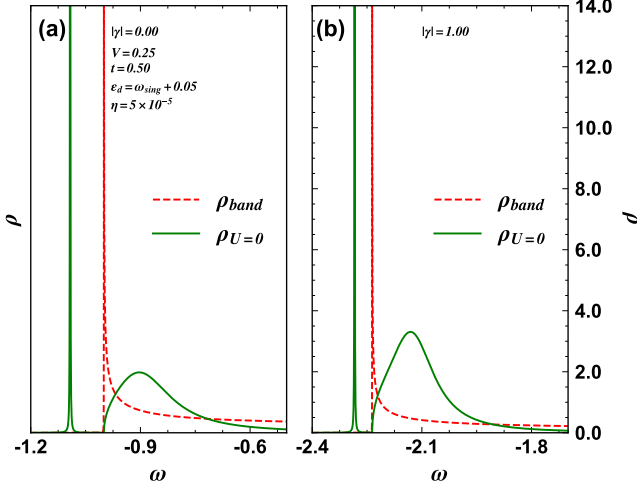 (a)
|γ| = 0.00
V = 0.25
t = 0.50
ε_d = ω_sing + 0.05
η = 5 × 10⁻⁵
ρ_band
ρ_U = 0
ρ
-1.2 -0.9 -0.6
ω
(b)
|γ| = 1.00
ρ_band
ρ_U = 0
14.0
12.0
10.0
8.0
6.0
4.0
2.0
0.0
ρ
-2.4 -2.1 -1.8
ω